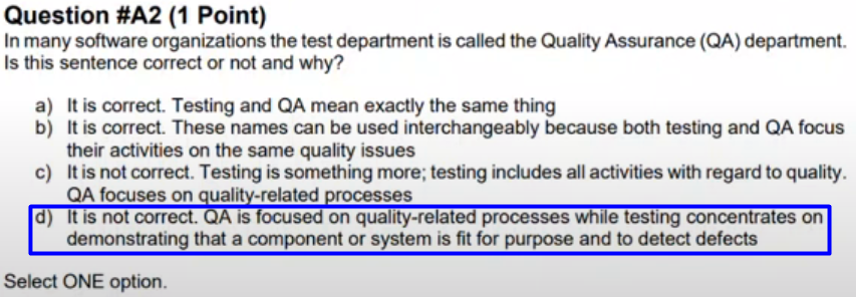 Question #A2 (1 Point)
In many software organizations the test department is called the Quality Assurance (QA) department.
Is this sentence correct or not and why?
a) It is correct. Testing and QA mean exactly the same thing
b) It is correct. These names can be used interchangeably because both testing and QA focus
their activities on the same quality issues
c) It is not correct. Testing is something more; testing includes all activities with regard to quality.
QA focuses on quality-related processes
d) It is not correct. QA is focused on quality-related processes while testing concentrates on
demonstrating that a component or system is fit for purpose and to detect defects
Select ONE option.